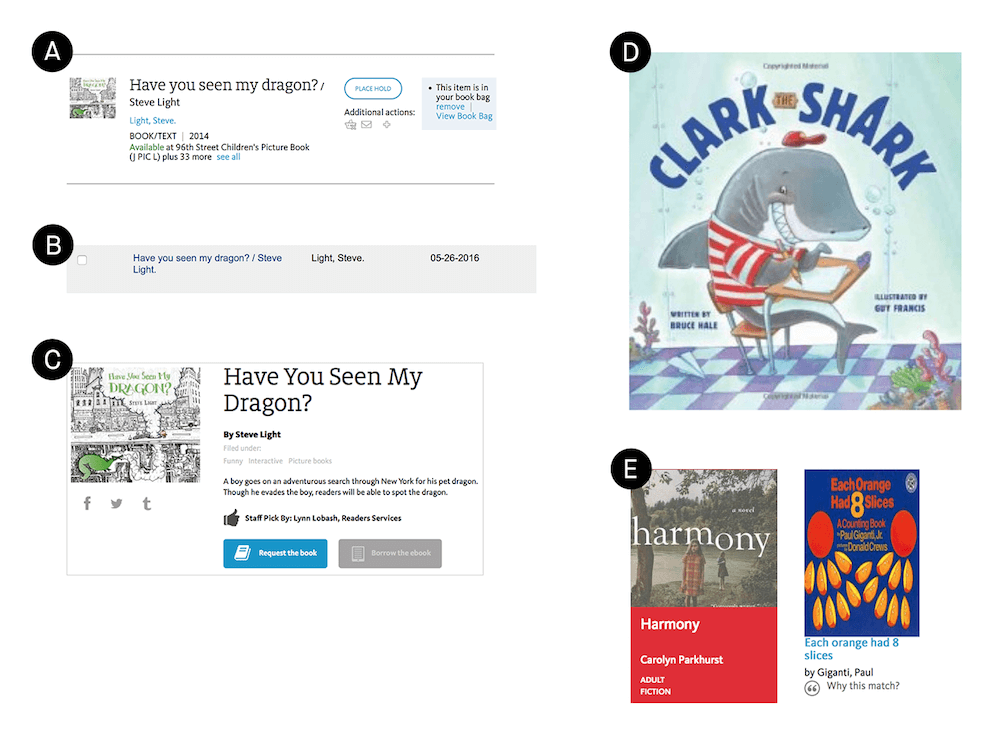 A
Have you seen my dragon? /
Steve Light
Light, Steve.
BOOK/TEXT | 2014
Available at 96th Street Children's Picture Book
(J PIC L) plus 33 more see all
PLACE HOLD
Additional actions:
• This item is in
your book bag
remove |
View Book Bag
B
Have you seen my dragon? / Steve
Light.
Light, Steve.
05-26-2016
C
Have You Seen My
DRAGON?
STEVE LIGHT
Have You Seen My
Dragon?
By Steve Light
Filed under:
Funny Interactive Picture books
A boy goes on an adventurous search through New York for his pet dragon.
Though he evades the boy, readers will be able to spot the dragon.
Staff Pick By: Lynn Lobash, Readers Services
Request the book
Borrow the ebook
D
Copyrighted Material
CLARK THE SHARK
WRITTEN BY
BRUCE HALE
ILLUSTRATED BY
GUY FRANCIS
Copyrighted Material
E
a novel
harmony
Harmony
Carolyn Parkhurst
ADULT
FICTION
Each Orange
Had 8 Slices
A Counting Book
by Paul Giganti, Jr.
Donald Crews
Each orange had 8
slices
by Giganti, Paul
Why this match?